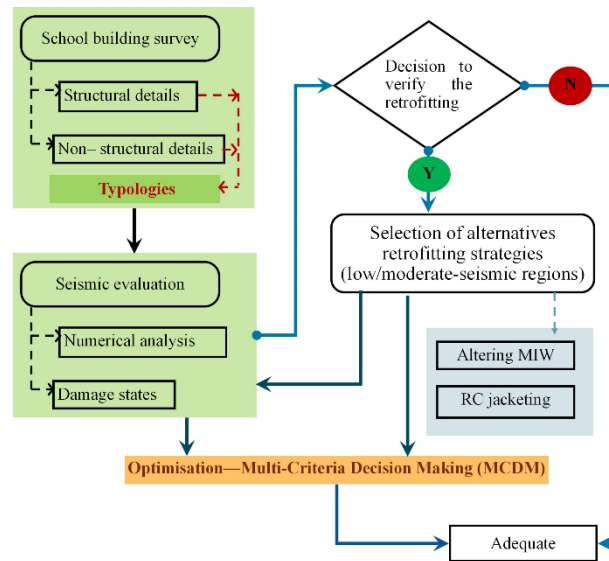 School building survey
Structural details
Non– structural details
Typologies
Seismic evaluation
Numerical analysis
Damage states
Decision to
verify the
retrofitting
N
Y
Selection of alternatives
retrofitting strategies
(low/moderate-seismic regions)
Altering MIW
RC jacketing
Optimisation—Multi-Criteria Decision Making (MCDM)
Adequate